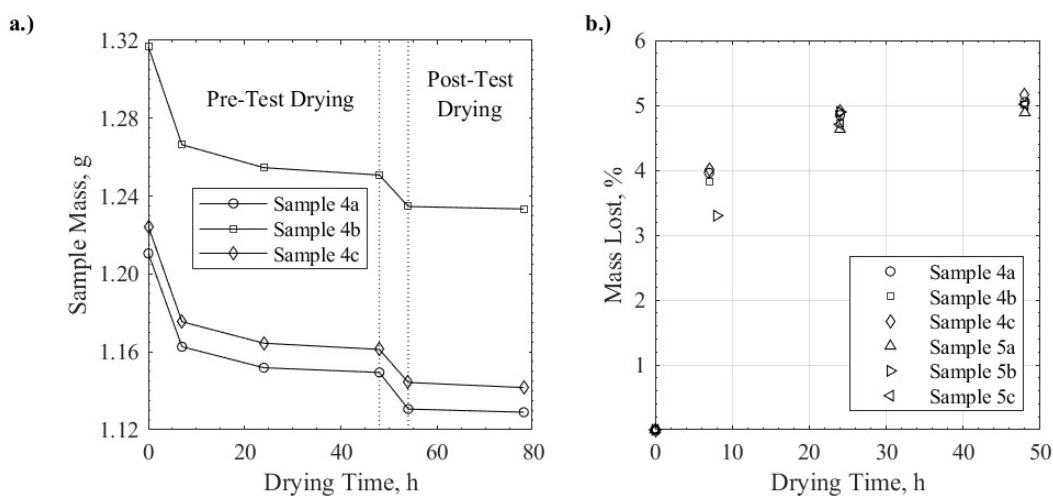 a.)
1.32
1.28
1.24
1.20
1.16
1.12
Sample Mass, g
Pre-Test Drying
Post-Test
Drying
Sample 4a
Sample 4b
Sample 4c
0
20
40
60
80
Drying Time, h
b.)
6
5
4
3
2
1
Mass Lost, %
Sample 4a
Sample 4b
Sample 4c
Sample 5a
Sample 5b
Sample 5c
0
10
20
30
40
50
Drying Time, h